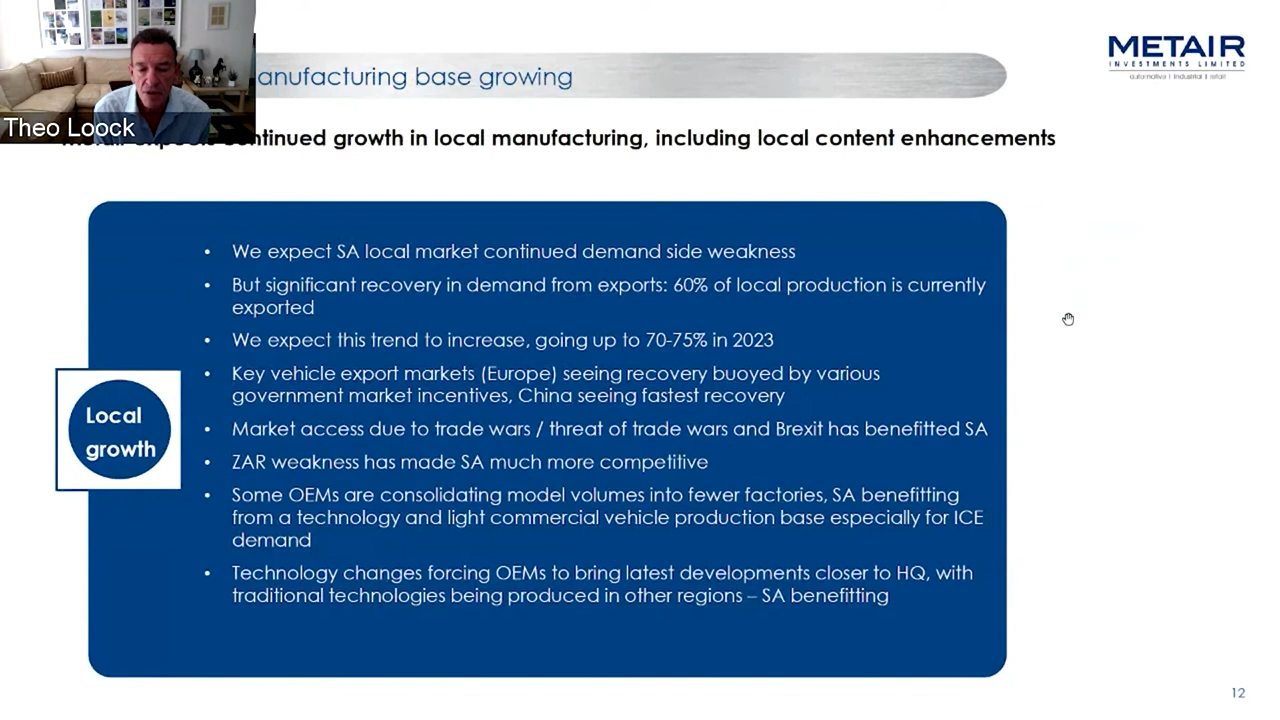 METAIR
INVESTMENTS LIMITED
automotive | industrial | retail
anufacturing base growing
Theo Loock
continued growth in local manufacturing, including local content enhancements
• We expect SA local market continued demand side weakness
• But significant recovery in demand from exports: 60% of local production is currently
exported
• We expect this trend to increase, going up to 70-75% in 2023
• Key vehicle export markets (Europe) seeing recovery buoyed by various
government market incentives, China seeing fastest recovery
• Market access due to trade wars / threat of trade wars and Brexit has benefitted SA
• ZAR weakness has made SA much more competitive
• Some OEMs are consolidating model volumes into fewer factories, SA benefitting
from a technology and light commercial vehicle production base especially for ICE
demand
• Technology changes forcing OEMs to bring latest developments closer to HQ, with
traditional technologies being produced in other regions – SA benefitting
Local
growth
12